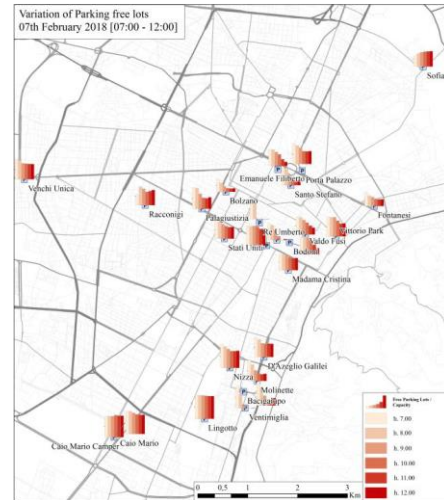 Variation of Parking free lots
07th February 2018 [07:00 - 12:00]
Sofia
Emanuele Filiberto
Porta Palazzo
Santo Stefano
Venchi Unica
Bolzano
Fontanesi
Racconigi
Palagiustizia
Re Umberto
Vittorio Park
Stati Uniti
Valdo Fusi
Bodoni
Madama Cristina
D'Azeglio Galilei
Nizza
Molinette
Bacigalupo
Ventimiglia
Lingotto
Caio Mario Camper
Caio Mario
Free Parking Lots /
Capacity
h. 7.00
h. 8.00
h. 9.00
h. 10.00
h. 11.00
h. 12.00
0 0,5 1 2 3
Km